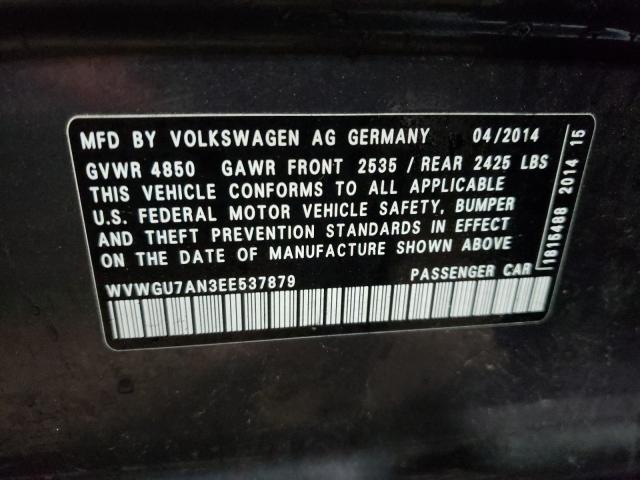 MFD BY VOLKSWAGEN AG GERMANY 04/2014
GVWR 4850 GAWR FRONT 2535 / REAR 2425 LBS
THIS VEHICLE CONFORMS TO ALL APPLICABLE
U.S. FEDERAL MOTOR VEHICLE SAFETY, BUMPER
AND THEFT PREVENTION STANDARDS IN EFFECT
ON THE DATE OF MANUFACTURE SHOWN ABOVE
WVWGU7AN3EE537879 PASSENGER CAR
1815488 2014 15